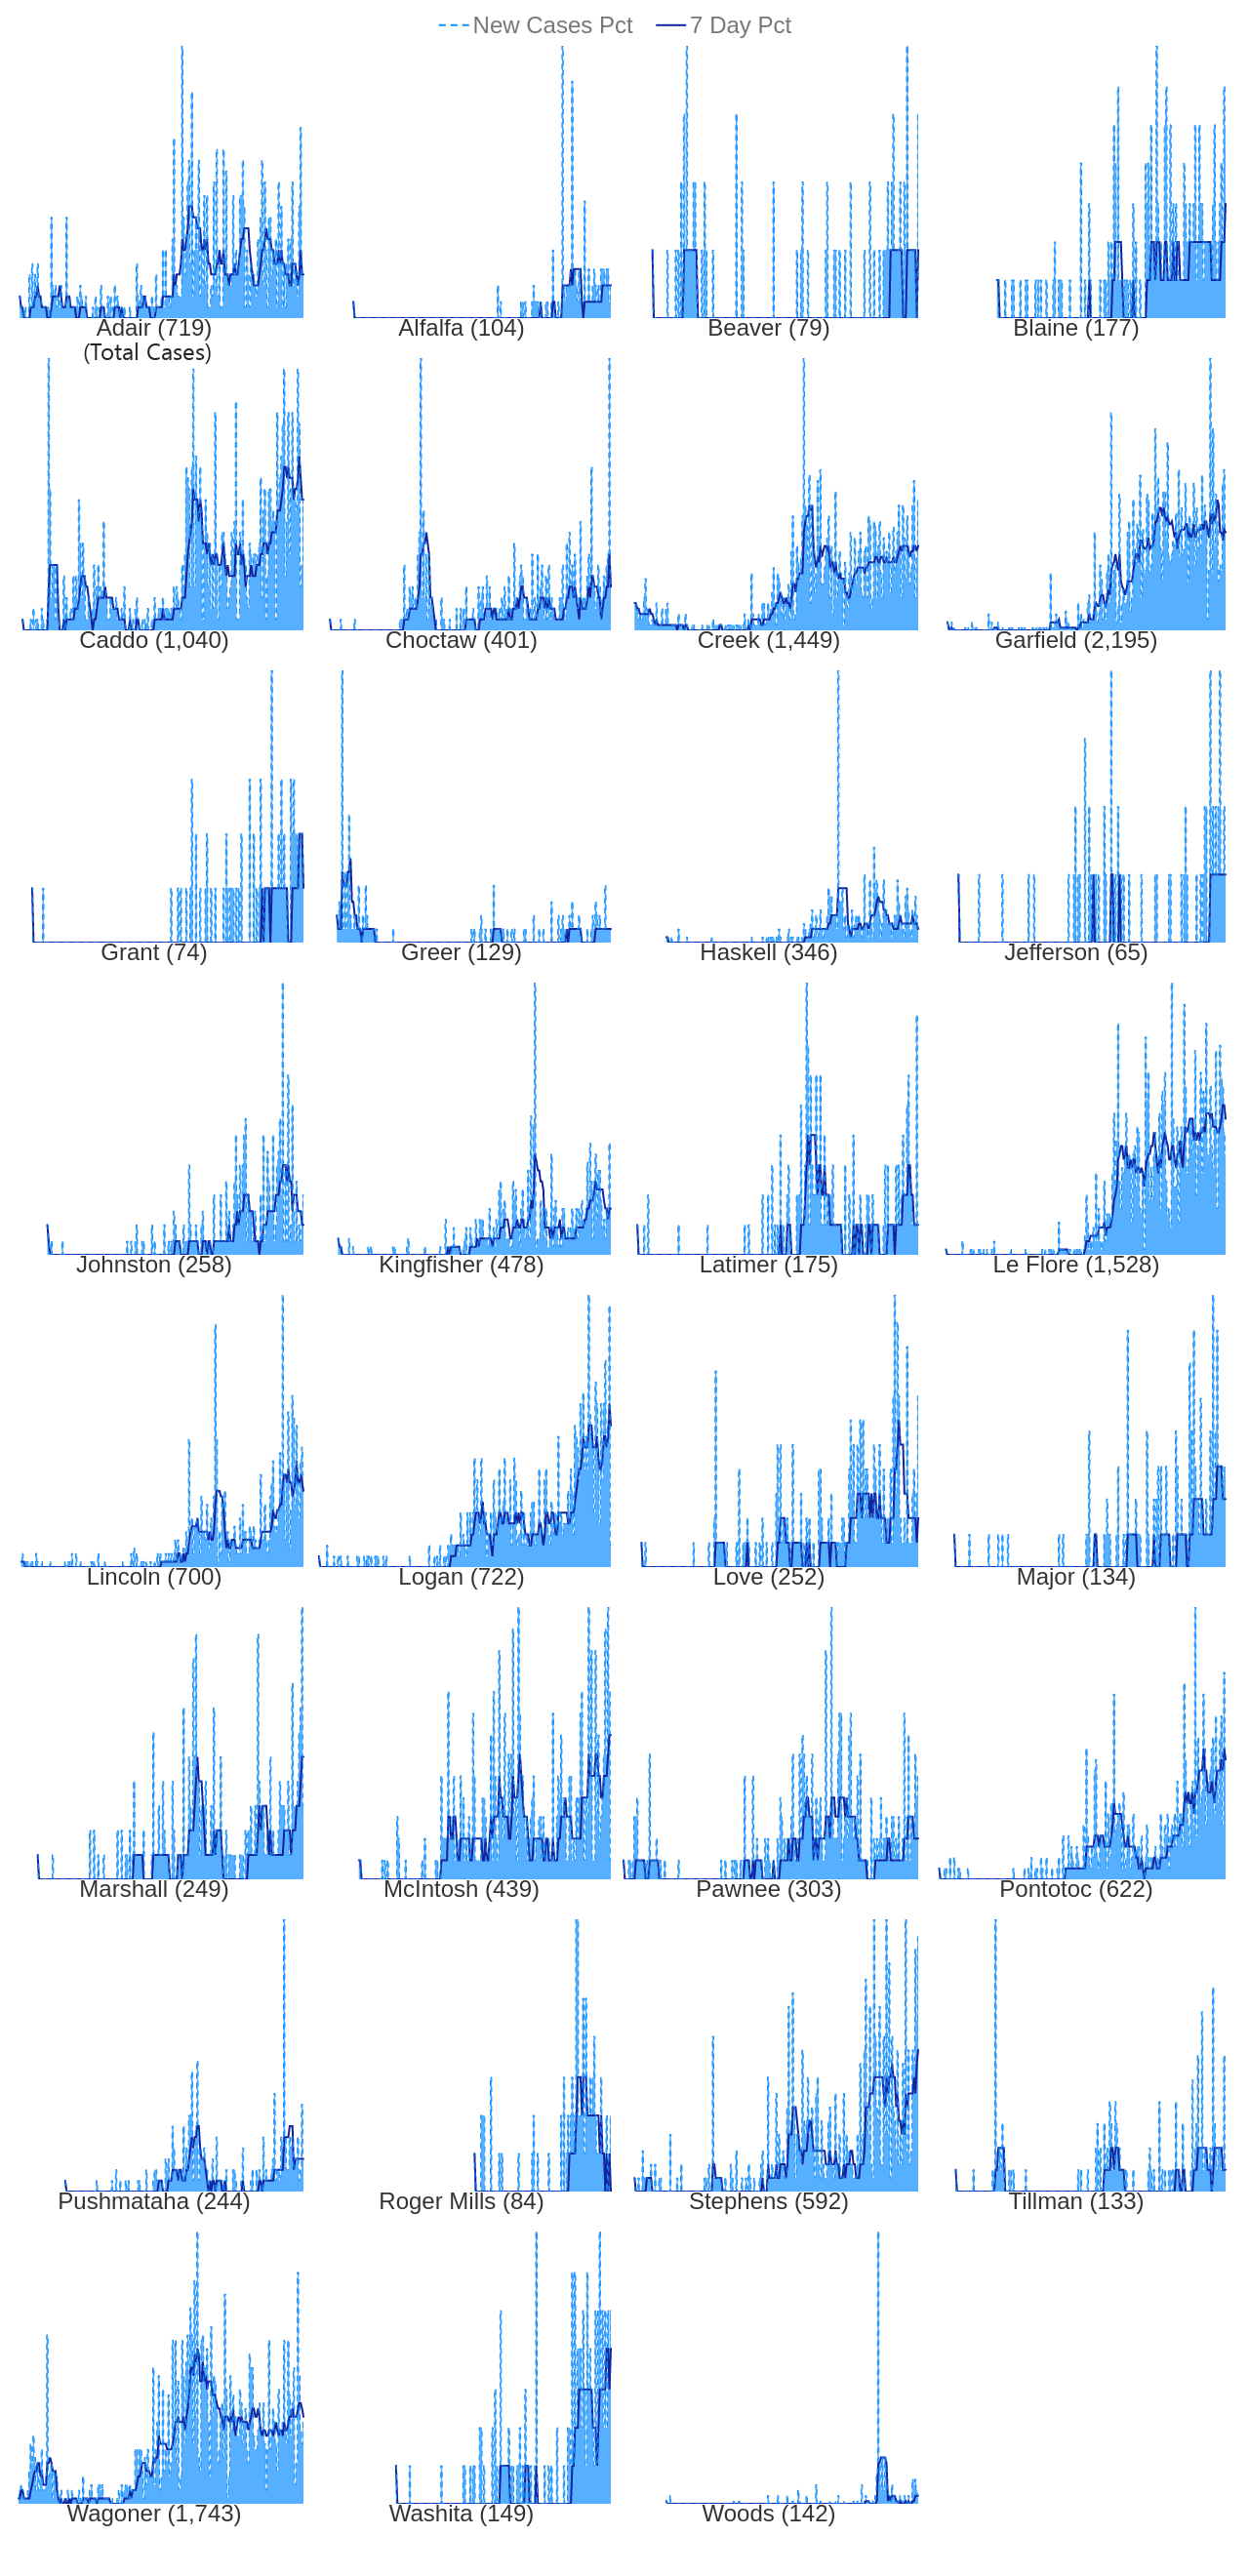 New Cases Pct 7 Day Pct
Adair (719) Alfalfa (104) Beaver (79) Blaine (177)
(Total Cases)
Caddo (1,040) Choctaw (401) Creek (1,449) Garfield (2,195)
Grant (74) Greer (129) Haskell (346) Jefferson (65)
Johnston (258) Kingfisher (478) Latimer (175) Le Flore (1,528)
Lincoln (700) Logan (722) Love (252) Major (134)
Marshall (249) McIntosh (439) Pawnee (303) Pontotoc (622)
Pushmataha (244) Roger Mills (84) Stephens (592) Tillman (133)
Wagoner (1,743) Washita (149) Woods (142)